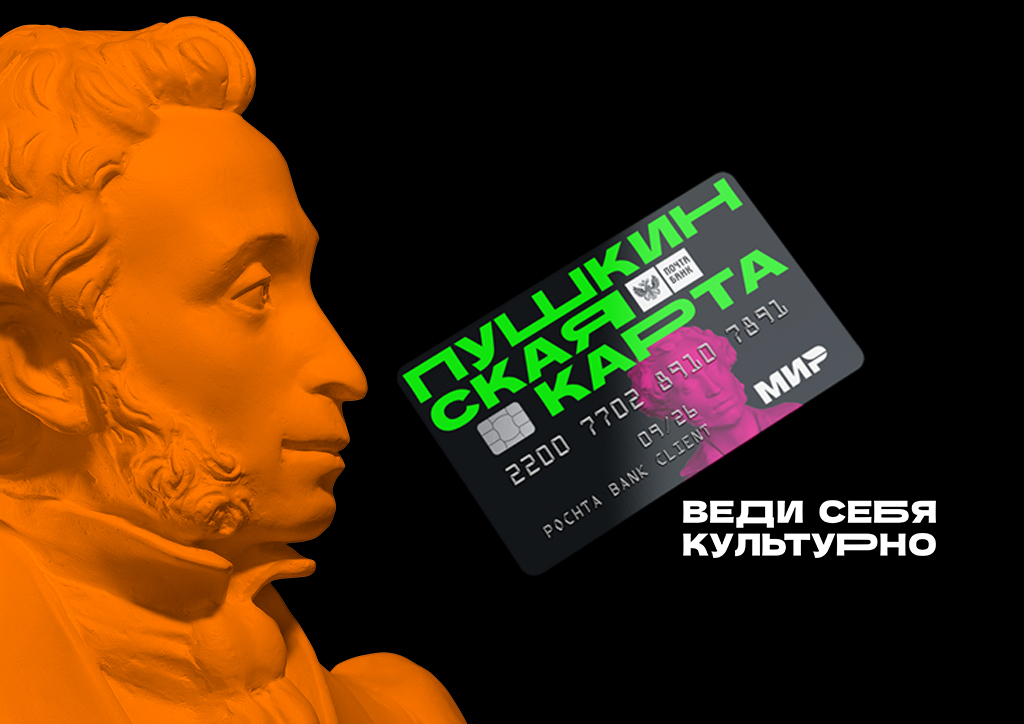 ПУШКИН
СКАЯ
ПОЧТА
БАНК
КАРТА
2200 7702 8910 7891
09/26
POCHTA BANK CLIENT
МИР
ВЕДИ СЕБЯ
КУЛЬТУРНО